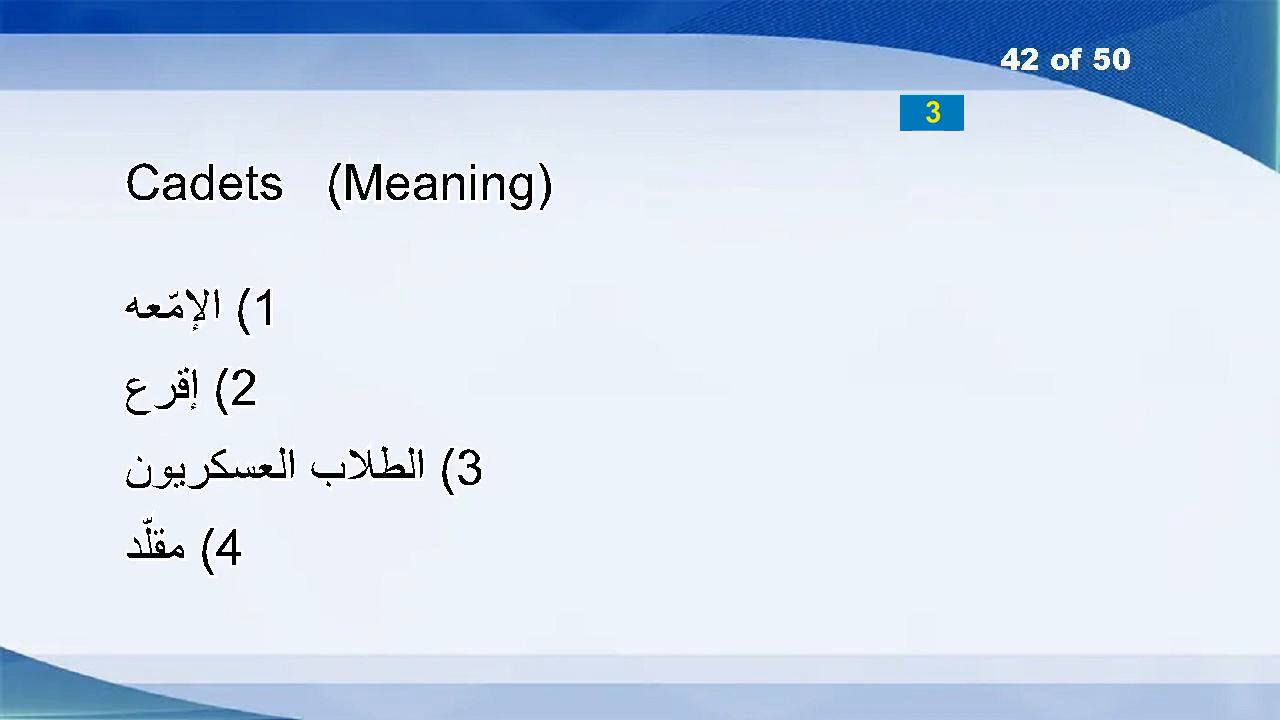 42 of 50
3
Cadets (Meaning)
1) الإمّعه
2) إقرع
3) الطلاب العسكريون
4) مقلّد